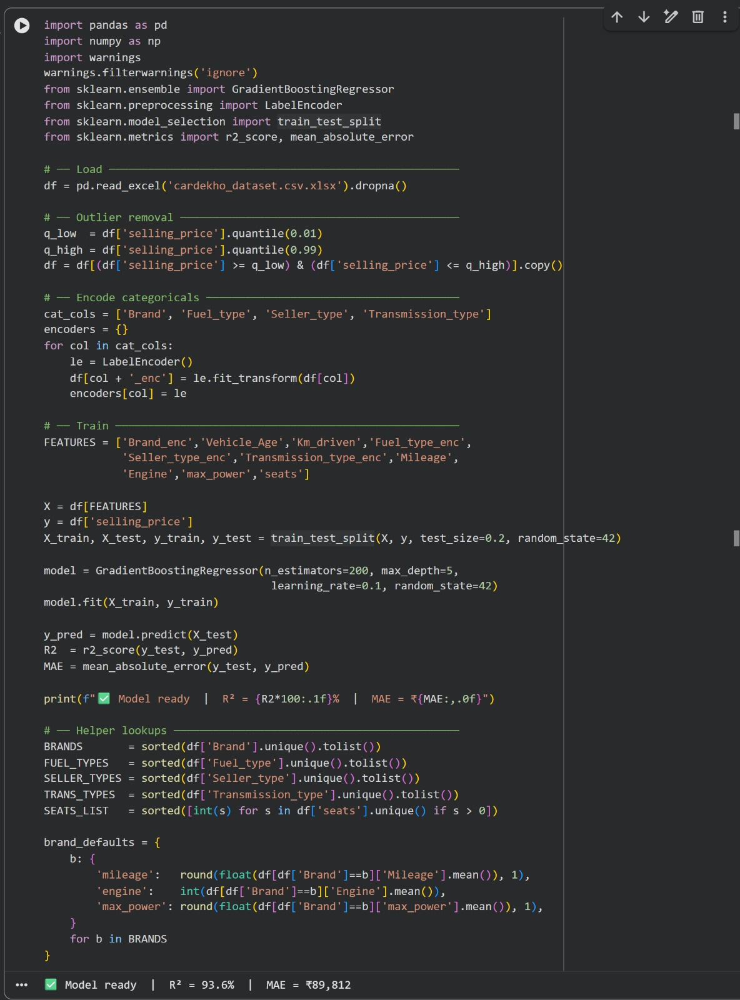 import pandas as pd
import numpy as np
import warnings
warnings.filterwarnings('ignore')
from sklearn.ensemble import GradientBoostingRegressor
from sklearn.preprocessing import LabelEncoder
from sklearn.model_selection import train_test_split
from sklearn.metrics import r2_score, mean_absolute_error

# ── Load ──────────────────────────────────────────────────────
df = pd.read_excel('cardekho_dataset.csv.xlsx').dropna()

# ── Outlier removal ───────────────────────────────────────────
q_low  = df['selling_price'].quantile(0.01)
q_high = df['selling_price'].quantile(0.99)
df = df[(df['selling_price'] >= q_low) & (df['selling_price'] <= q_high)].copy()

# ── Encode categoricals ───────────────────────────────────────
cat_cols = ['Brand', 'Fuel_type', 'Seller_type', 'Transmission_type']
encoders = {}
for col in cat_cols:
    le = LabelEncoder()
    df[col + '_enc'] = le.fit_transform(df[col])
    encoders[col] = le

# ── Train ─────────────────────────────────────────────────────
FEATURES = ['Brand_enc','Vehicle_Age','Km_driven','Fuel_type_enc',
            'Seller_type_enc','Transmission_type_enc','Mileage',
            'Engine','max_power','seats']

X = df[FEATURES]
y = df['selling_price']
X_train, X_test, y_train, y_test = train_test_split(X, y, test_size=0.2, random_state=42)

model = GradientBoostingRegressor(n_estimators=200, max_depth=5,
                                   learning_rate=0.1, random_state=42)
model.fit(X_train, y_train)

y_pred = model.predict(X_test)
R2  = r2_score(y_test, y_pred)
MAE = mean_absolute_error(y_test, y_pred)

print(f"✅ Model ready  |  R² = {R2*100:.1f}%  |  MAE = ₹{MAE:,.0f}")

# ── Helper lookups ────────────────────────────────────────────
BRANDS       = sorted(df['Brand'].unique().tolist())
FUEL_TYPES   = sorted(df['Fuel_type'].unique().tolist())
SELLER_TYPES = sorted(df['Seller_type'].unique().tolist())
TRANS_TYPES  = sorted(df['Transmission_type'].unique().tolist())
SEATS_LIST   = sorted([int(s) for s in df['seats'].unique() if s > 0])

brand_defaults = {
    b: {
        'mileage':   round(float(df[df['Brand']==b]['Mileage'].mean()), 1),
        'engine':    int(df[df['Brand']==b]['Engine'].mean()),
        'max_power': round(float(df[df['Brand']==b]['max_power'].mean()), 1),
    }
    for b in BRANDS
}
✅ Model ready  |  R² = 93.6%  |  MAE = ₹89,812